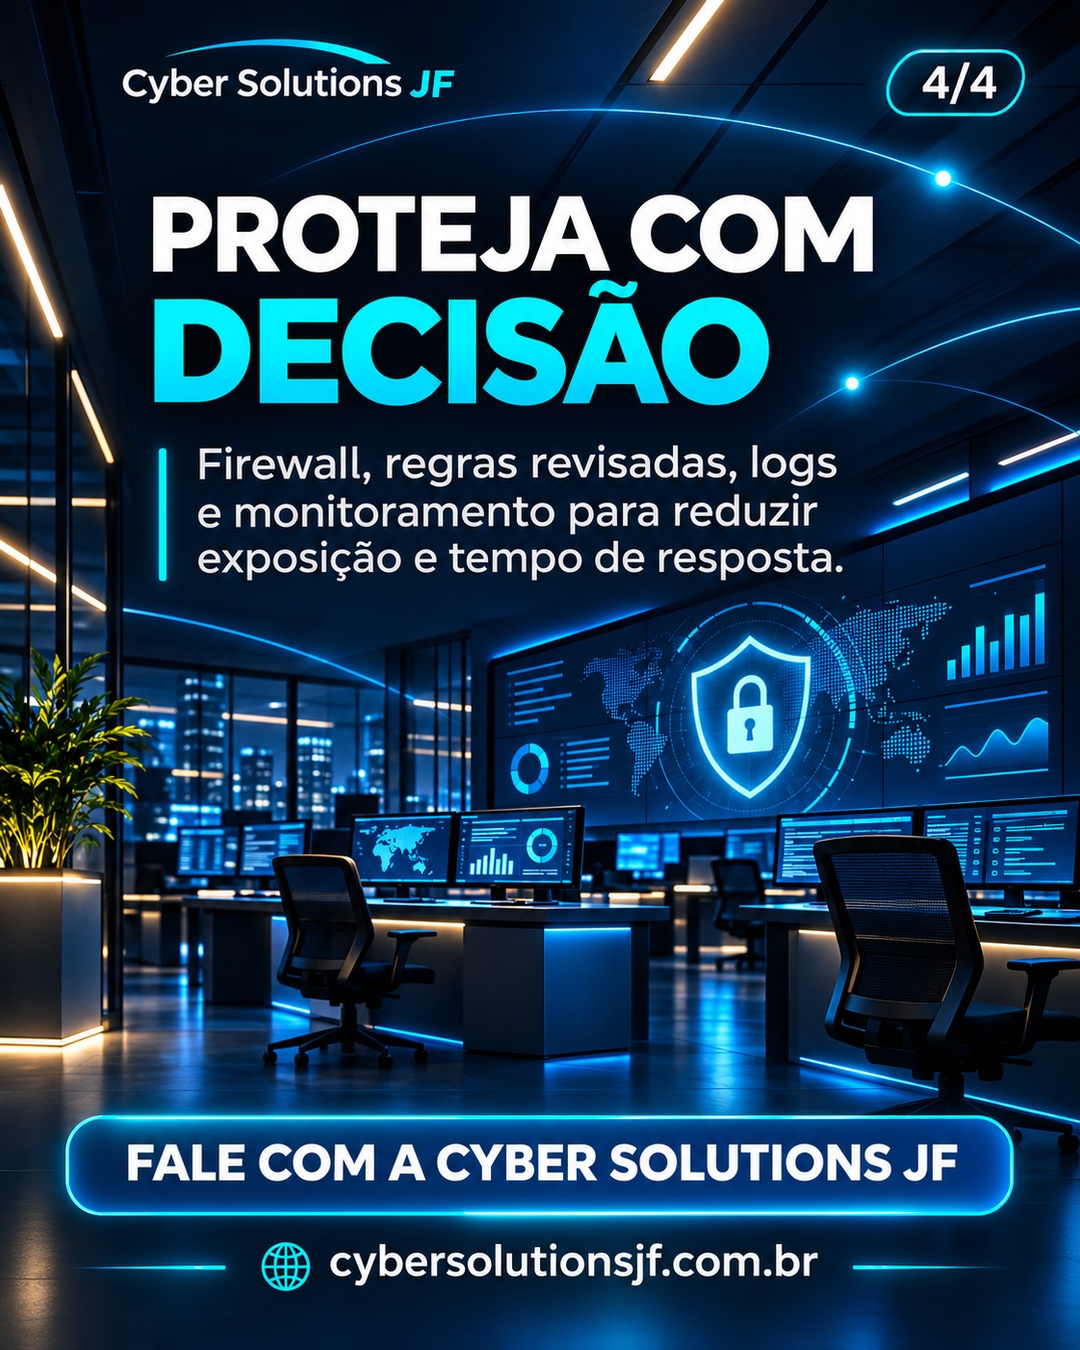 Cyber Solutions JF
4/4
PROTEJA COM
DECISÃO
Firewall, regras revisadas, logs
e monitoramento para reduzir
exposição e tempo de resposta.
FALE COM A CYBER SOLUTIONS JF
cybersolutionsjf.com.br